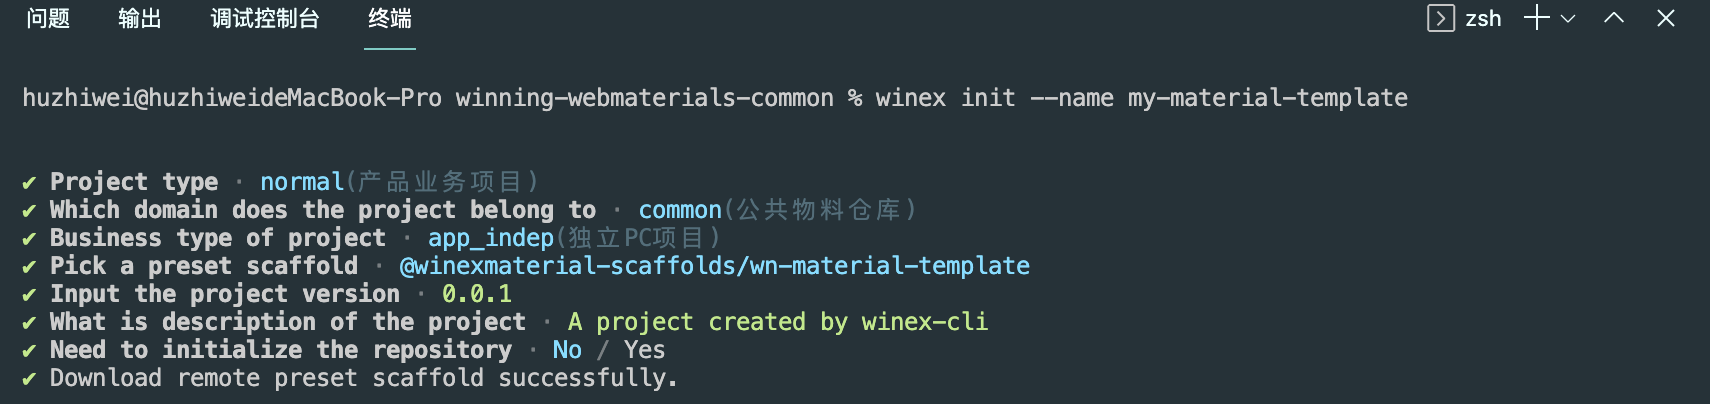 问题 输出 调试控制台 终端 zsh
huzhiwei@huzhiweideMacBook-Pro winning-webmaterials-common % winex init --name my-material-template
✔ Project type · normal(产品业务项目)
✔ Which domain does the project belong to · common(公共物料仓库)
✔ Business type of project · app_indep(独立PC项目)
✔ Pick a preset scaffold · @winexmaterial-scaffolds/wn-material-template
✔ Input the project version · 0.0.1
✔ What is description of the project · A project created by winex-cli
✔ Need to initialize the repository · No / Yes
✔ Download remote preset scaffold successfully.